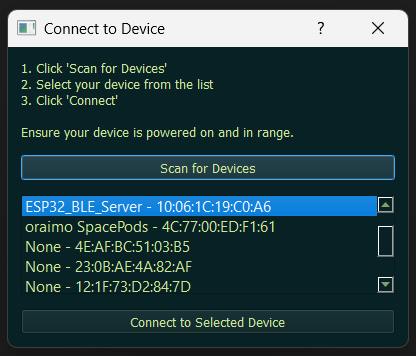 Connect to Device
?
1. Click 'Scan for Devices'
2. Select your device from the list
3. Click 'Connect'
Ensure your device is powered on and in range.
Scan for Devices
ESP32_BLE_Server - 10:06:1C:19:C0:A6
oraimo SpacePods - 4C:77:00:ED:F1:61
None - 4E:AF:BC:51:03:B5
None - 23:0B:AE:4A:82:AF
None - 12:1F:73:D2:84:7D
Connect to Selected Device